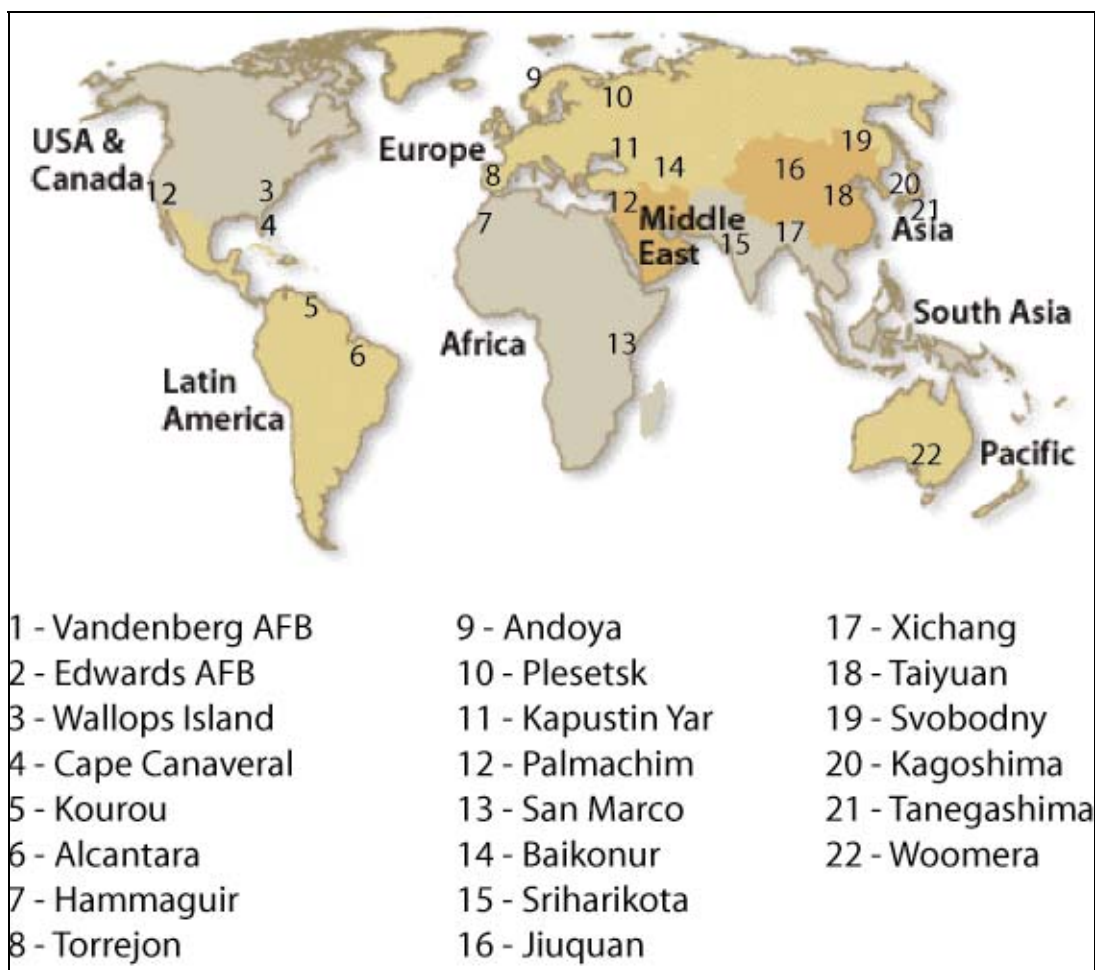 9
10
USA &
Canada
Europe
11
14
16
19
12
3
8
12
18
20
21
4
7
Middle
East
15
17
Asia
5
South Asia
6
Africa
13
Latin
America
22
Pacific
1 - Vandenberg AFB
2 - Edwards AFB
3 - Wallops Island
4 - Cape Canaveral
5 - Kourou
6 - Alcantara
7 - Hammaguir
8 - Torrejon
9 - Andoya
10 - Plesetsk
11 - Kapustin Yar
12 - Palmachim
13 - San Marco
14 - Baikonur
15 - Sriharikota
16 - Jiuquan
17 - Xichang
18 - Taiyuan
19 - Svobodny
20 - Kagoshima
21 - Tanegashima
22 - Woomera